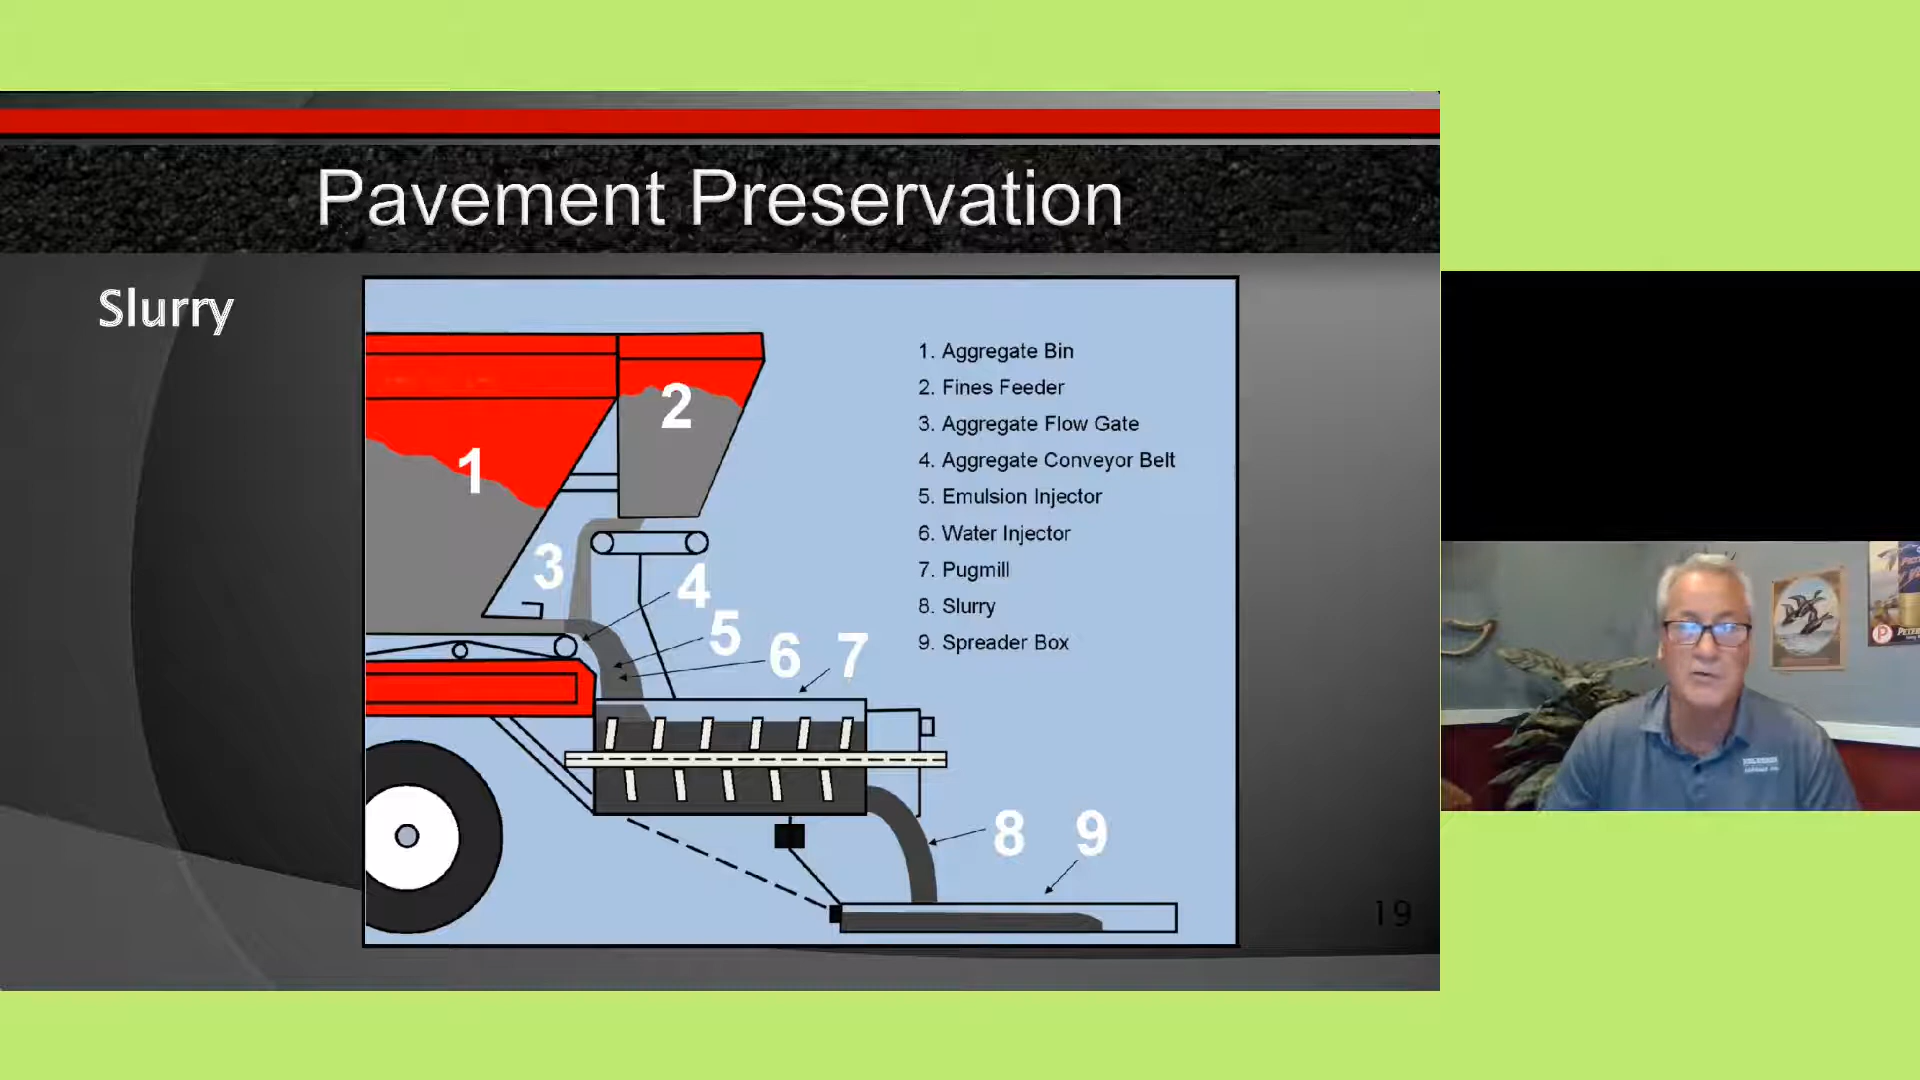 Pavement Preservation
Slurry
1. Aggregate Bin
2. Fines Feeder
3. Aggregate Flow Gate
4. Aggregate Conveyor Belt
5. Emulsion Injector
6. Water Injector
7. Pugmill
8. Slurry
9. Spreader Box
1
2
3
4
5
6
7
8
9
19